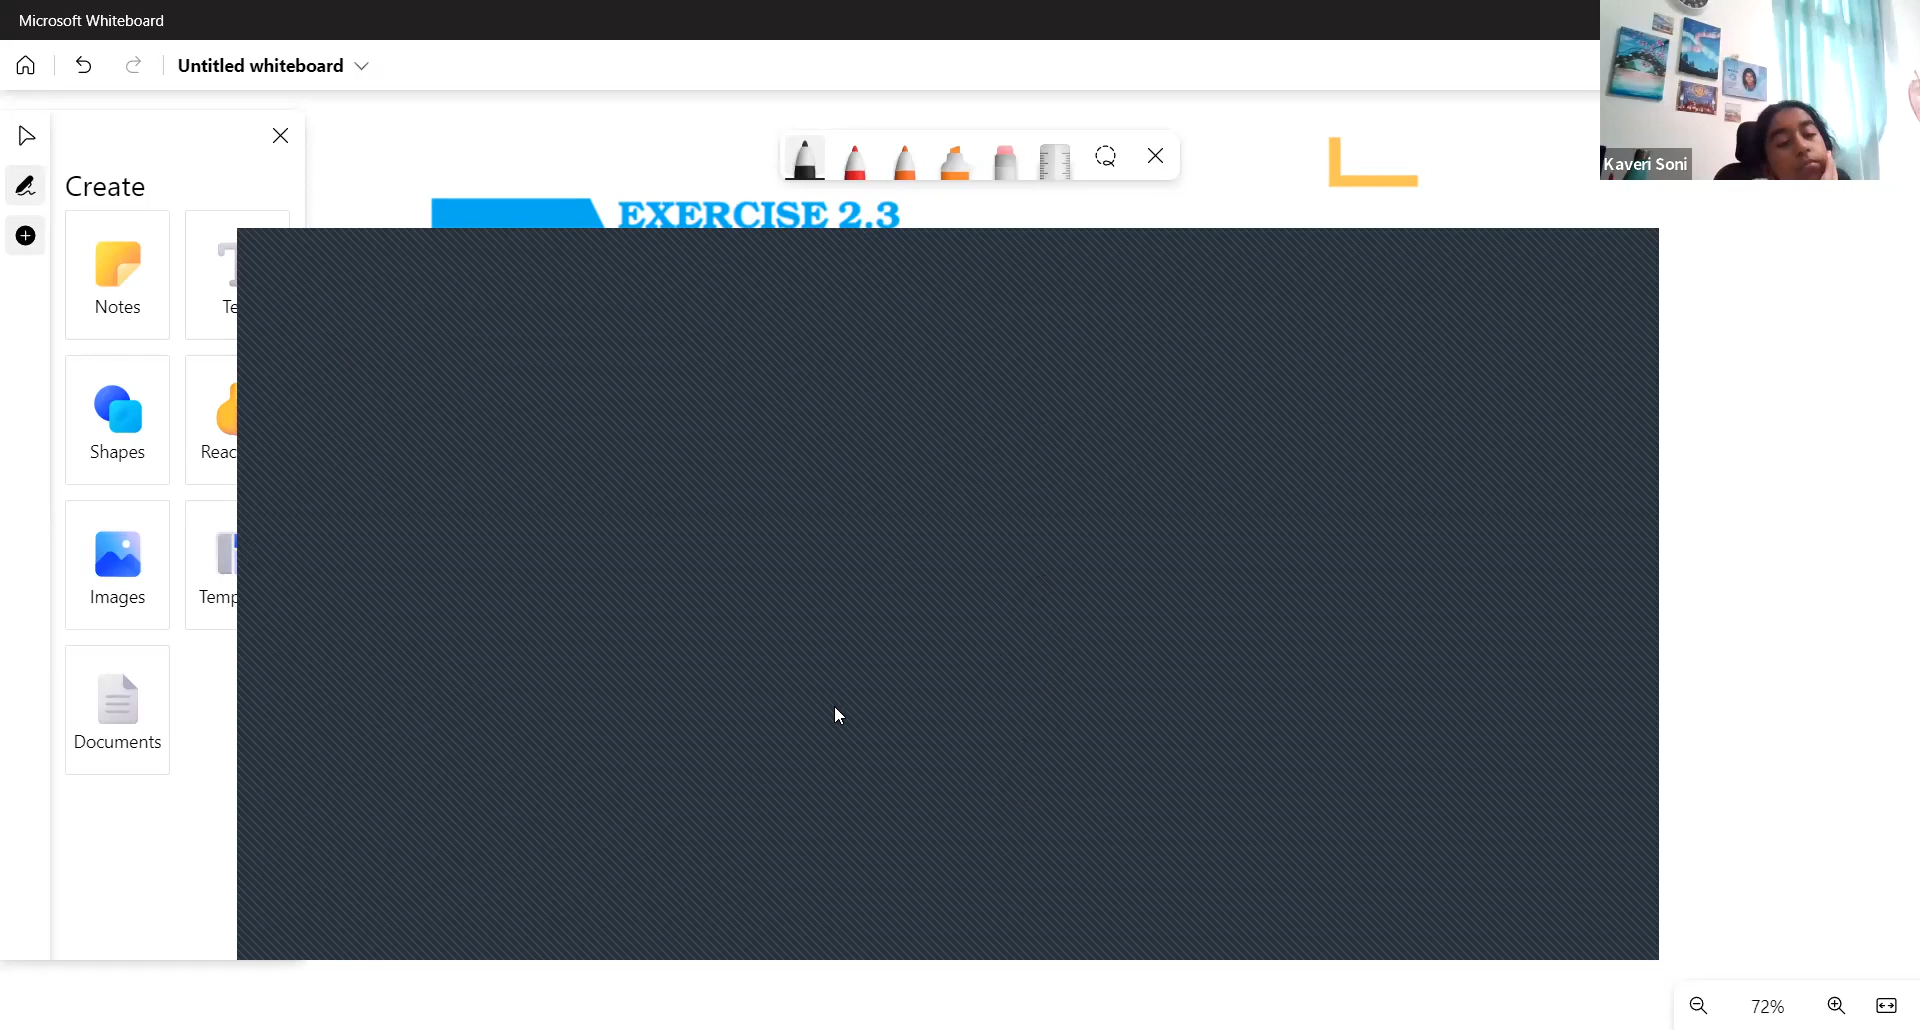 Microsoft Whiteboard
Untitled whiteboard
Create
EXERCISE 2.3
Kaveri Soni
Notes
Te
Shapes
Reac
Images
Temp
Documents
72%